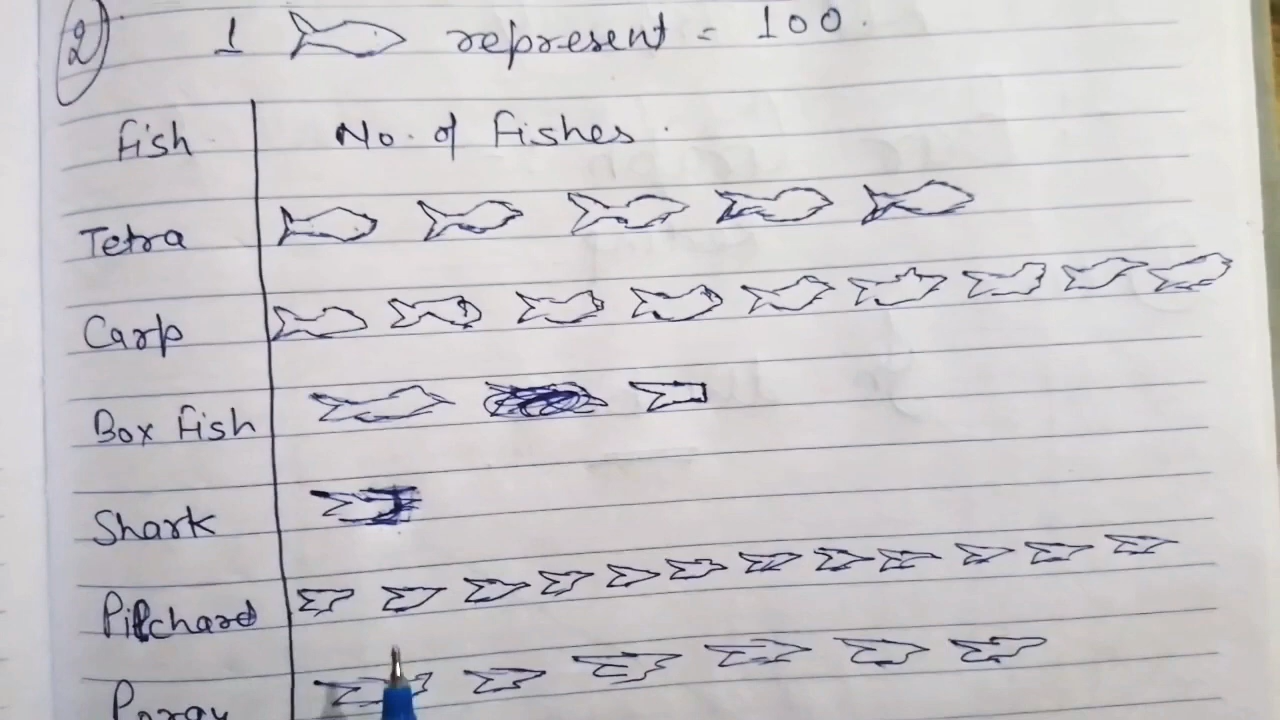 2 1 represent = 100.
Fish No. of Fishes.
Tetra
Carp
Box Fish
Shark
Pilchard